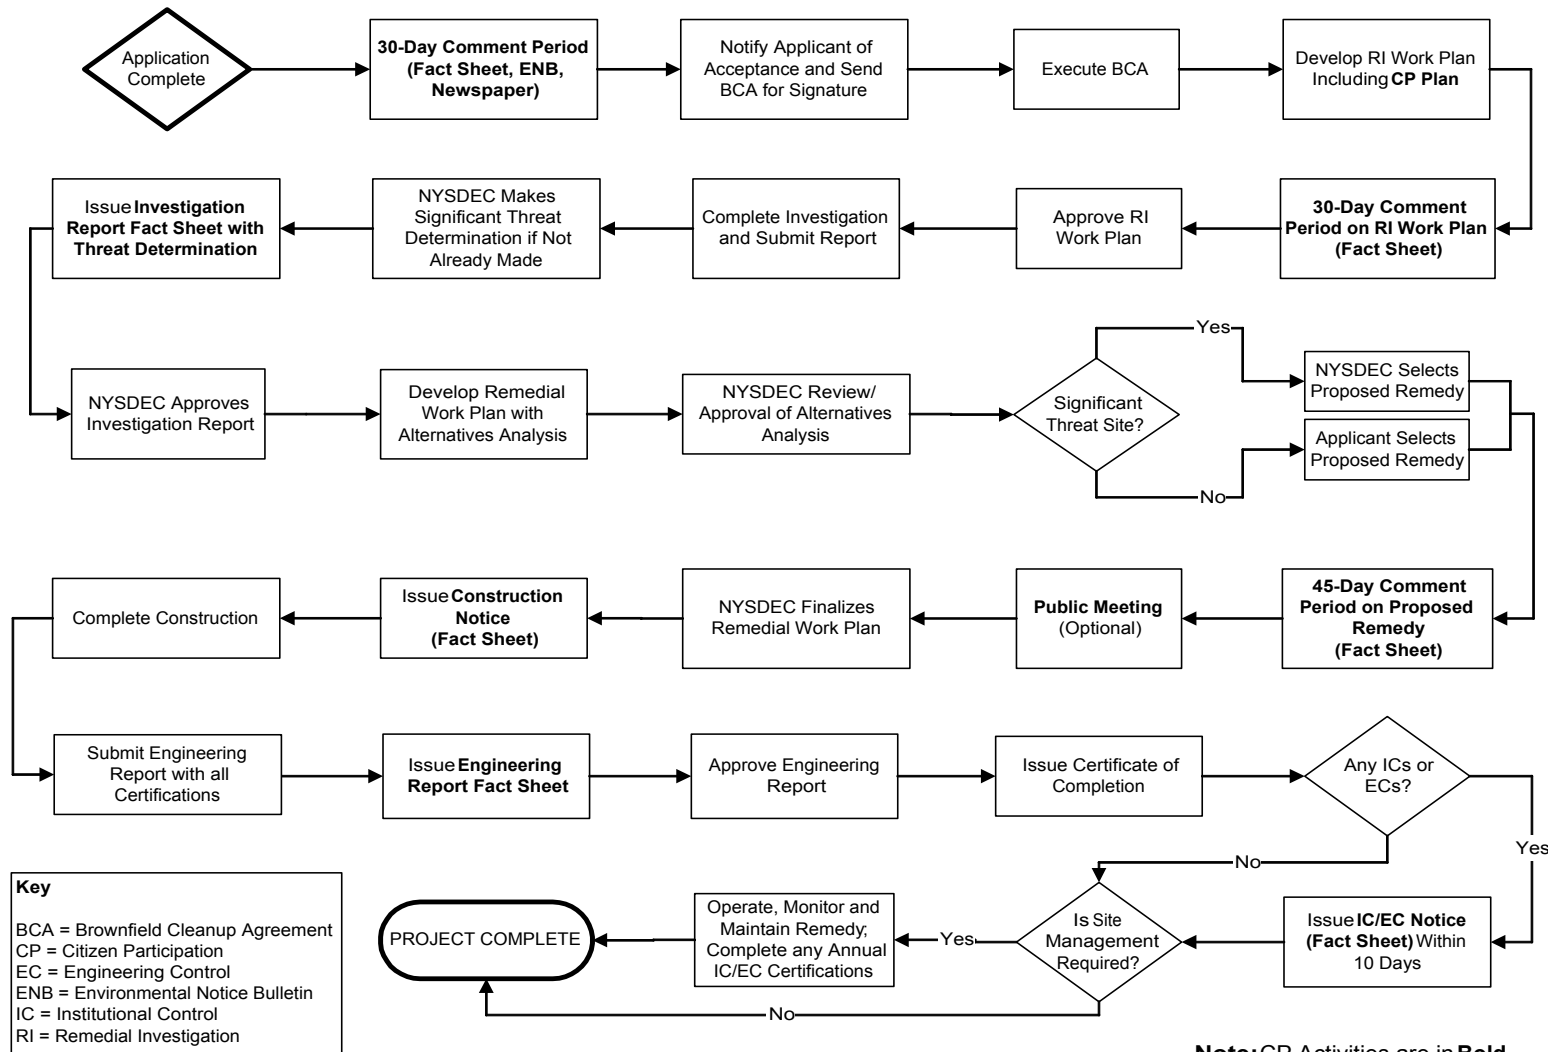 Application
Complete
30-Day Comment Period
(Fact Sheet, ENB,
Newspaper)
Notify Applicant of
Acceptance and Send
BCA for Signature
Execute BCA
Develop RI Work Plan
Including CP Plan
Issue Investigation
Report Fact Sheet with
Threat Determination
NYSDEC Makes
Significant Threat
Determination if Not
Already Made
Complete Investigation
and Submit Report
Approve RI
Work Plan
30-Day Comment
Period on RI Work Plan
(Fact Sheet)
NYSDEC Approves
Investigation Report
Develop Remedial
Work Plan with
Alternatives Analysis
NYSDEC Review/
Approval of Alternatives
Analysis
Significant
Threat Site?
Yes
No
NYSDEC Selects
Proposed Remedy
Applicant Selects
Proposed Remedy
Complete Construction
Issue Construction
Notice
(Fact Sheet)
NYSDEC Finalizes
Remedial Work Plan
Public Meeting
(Optional)
45-Day Comment
Period on Proposed
Remedy
(Fact Sheet)
Submit Engineering
Report with all
Certifications
Issue Engineering
Report Fact Sheet
Approve Engineering
Report
Issue Certificate of
Completion
Any ICs or
ECs?
Yes
No
Key
BCA = Brownfield Cleanup Agreement
CP = Citizen Participation
EC = Engineering Control
ENB = Environmental Notice Bulletin
IC = Institutional Control
RI = Remedial Investigation
PROJECT COMPLETE
Operate, Monitor and
Maintain Remedy;
Complete any Annual
IC/EC Certifications
Yes
Is Site
Management
Required?
Issue IC/EC Notice
(Fact Sheet) Within
10 Days
No
Note: CP Activities are in Bold